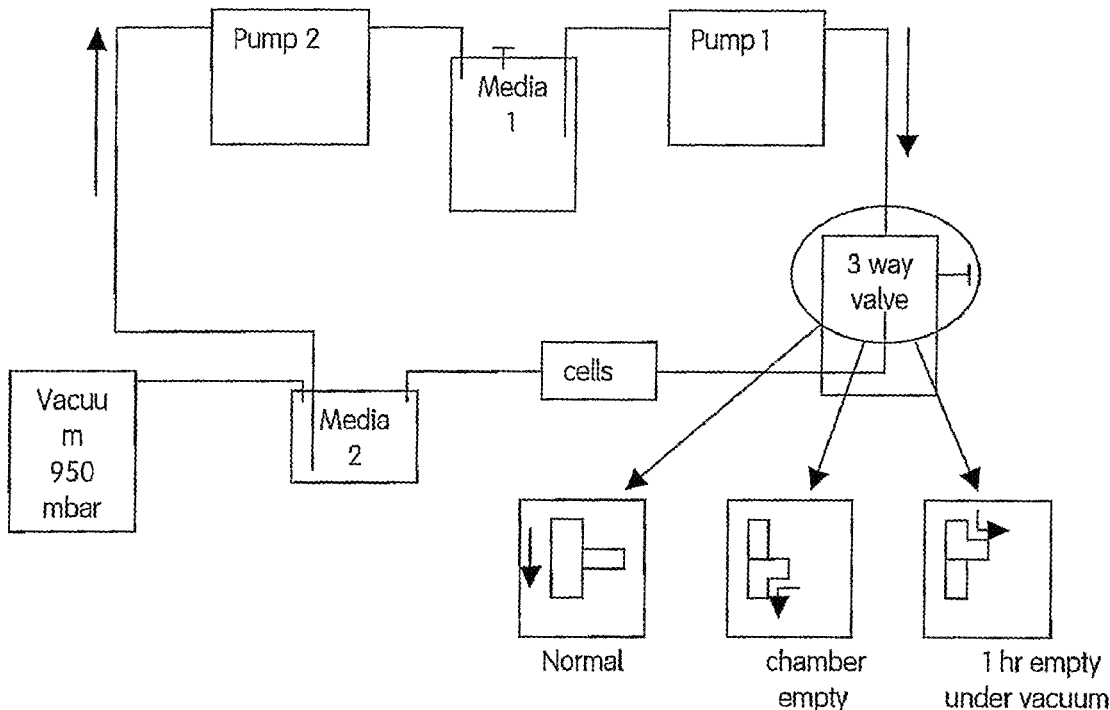 Pump 2
Media
1
Pump 1
3 way
valve
cells
Vacuu
m
950
mbar
Media
2
Normal
chamber
empty
1 hr empty
under vacuum